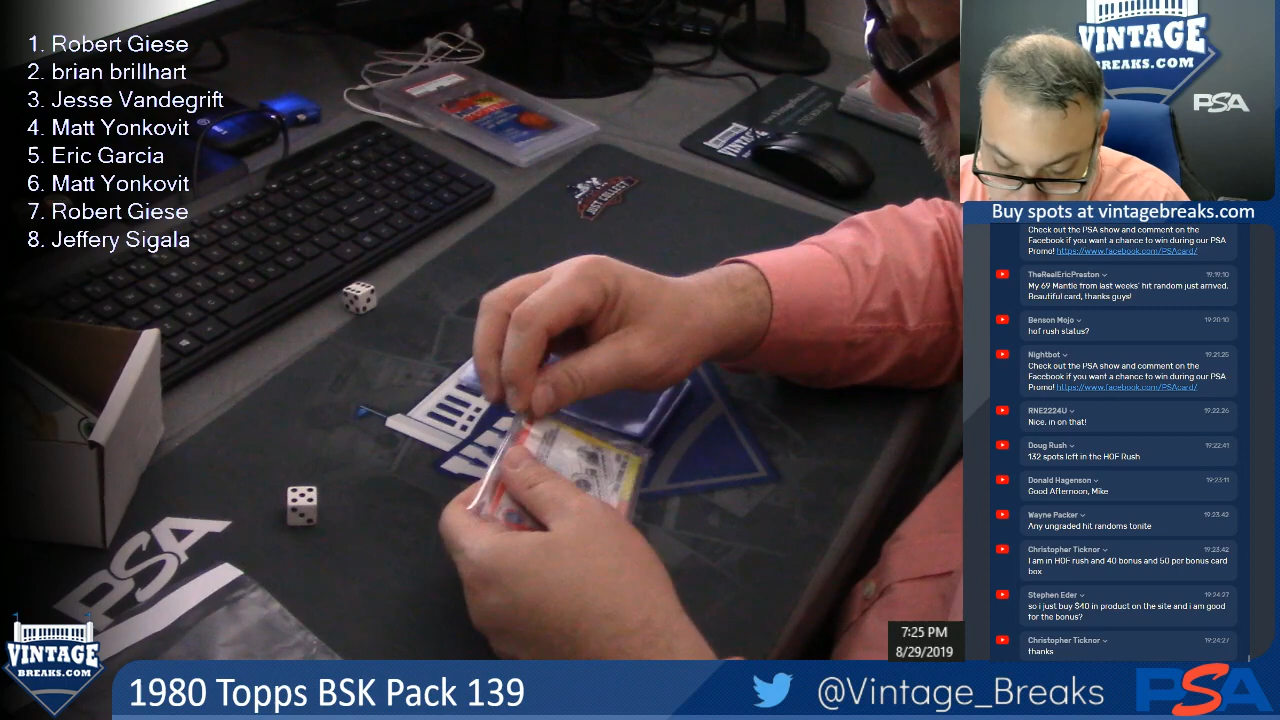 1. Robert Giese
2. brian brillhart
3. Jesse Vandegrift
4. Matt Yonkovit
5. Eric Garcia
6. Matt Yonkovit
7. Robert Giese
8. Jeffery Sigala
VINTAGE
BREAKS.COM
PSA
Buy spots at vintagebreaks.com
Check out the PSA show and comment on the
Facebook if you want a chance to win during our PSA
Promo! https://www.facebook.com/PSAcard/
TheRealEricPreston 19:19:10
My 69 Mantle from last weeks' hit random just arrived.
Beautiful card, thanks guys!
Benson Mojo 19:20:10
hof rush status?
Nightbot 19:21:25
Check out the PSA show and comment on the
Facebook if you want a chance to win during our PSA
Promo! https://www.facebook.com/PSAcard/
RNE2224U 19:22:26
Nice, in on that!
Doug Rush 19:22:41
132 spots left in the HOF Rush
Donald Hagenson 19:23:11
Good Afternoon, Mike
Wayne Packer 19:23:42
Any ungraded hit randoms tonite
Christopher Ticknor 19:23:42
I am in HOF rush and 40 bonus and 50 per bonus card
box
Stephen Eder 19:24:27
so i just buy $40 in product on the site and i am good
for the bonus?
Christopher Ticknor 19:24:27
thanks
JUST COLLECT
VINTAGE
PSA
7:25 PM
8/29/2019
VINTAGE
BREAKS.COM
1980 Topps BSK Pack 139
@Vintage_Breaks
PSA